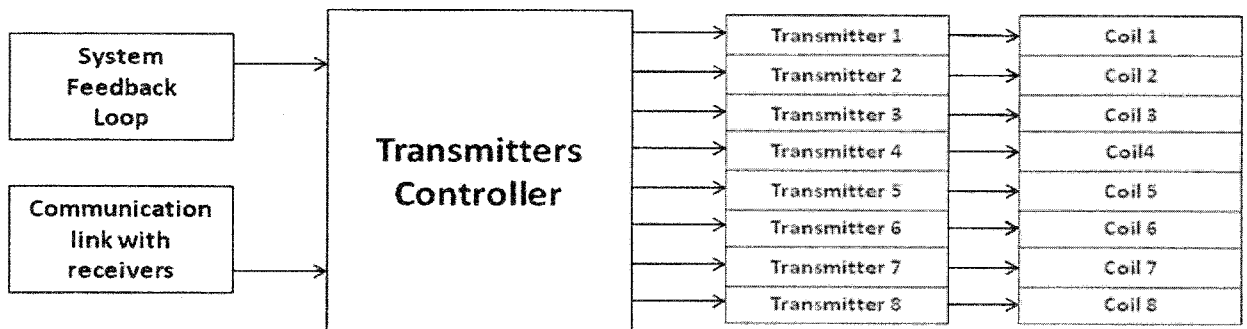 System
Feedback
Loop
Communication
link with
receivers
Transmitters
Controller
Transmitter 1
Transmitter 2
Transmitter 3
Transmitter 4
Transmitter 5
Transmitter 6
Transmitter 7
Transmitter 8
Coil 1
Coil 2
Coil 3
Coil4
Coil 5
Coil 6
Coil 7
Coil 8